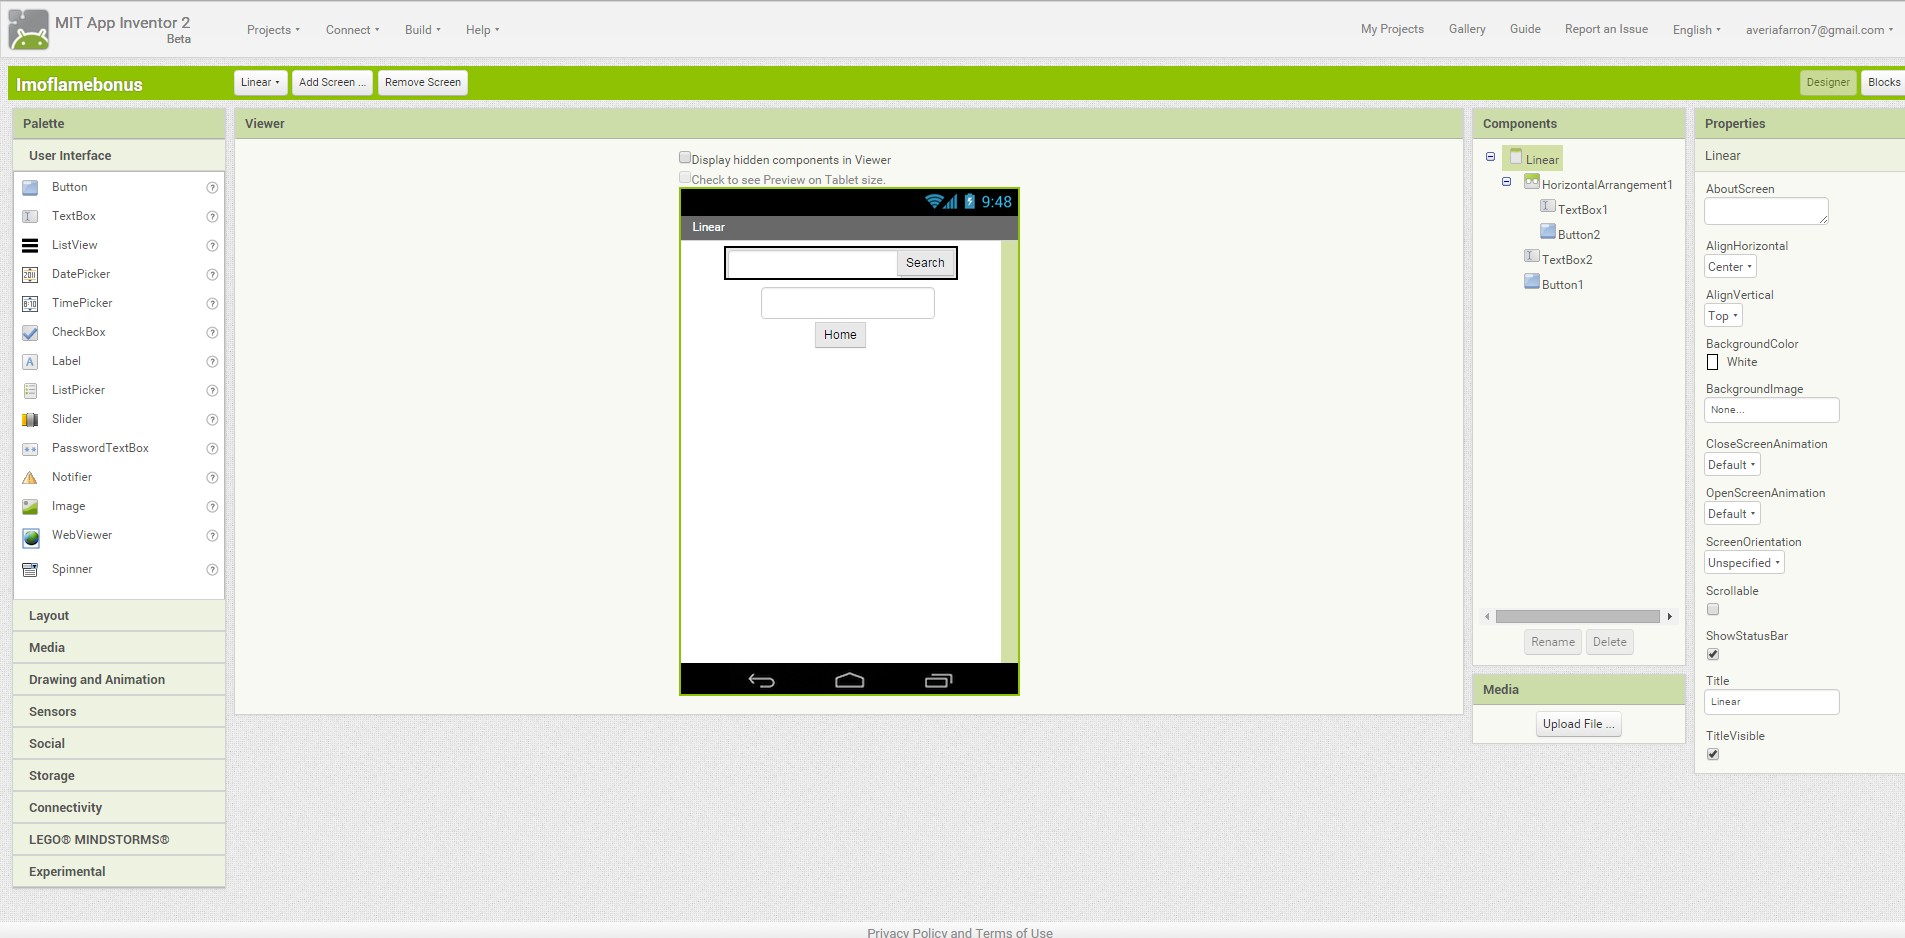 MIT App Inventor 2
Beta
Projects
Connect
Build
Help
My Projects
Gallery
Guide
Report an Issue
English
averiafarron7@gmail.com
Imoflamebonus
Linear
Add Screen ...
Remove Screen
Designer
Blocks
Palette
User Interface
Button
TextBox
ListView
DatePicker
TimePicker
CheckBox
Label
ListPicker
Slider
PasswordTextBox
Notifier
Image
WebViewer
Spinner
Layout
Media
Drawing and Animation
Sensors
Social
Storage
Connectivity
LEGO® MINDSTORMS®
Experimental
Viewer
Display hidden components in Viewer
Check to see Preview on Tablet size.
9:48
Linear
Search
Home
Components
Linear
HorizontalArrangement1
TextBox1
Button2
TextBox2
Button1
Rename
Delete
Media
Upload File ...
Properties
Linear
AboutScreen
AlignHorizontal
Center
AlignVertical
Top
BackgroundColor
White
BackgroundImage
None...
CloseScreenAnimation
Default
OpenScreenAnimation
Default
ScreenOrientation
Unspecified
Scrollable
ShowStatusBar
Title
Linear
TitleVisible
Privacy Policy and Terms of Use